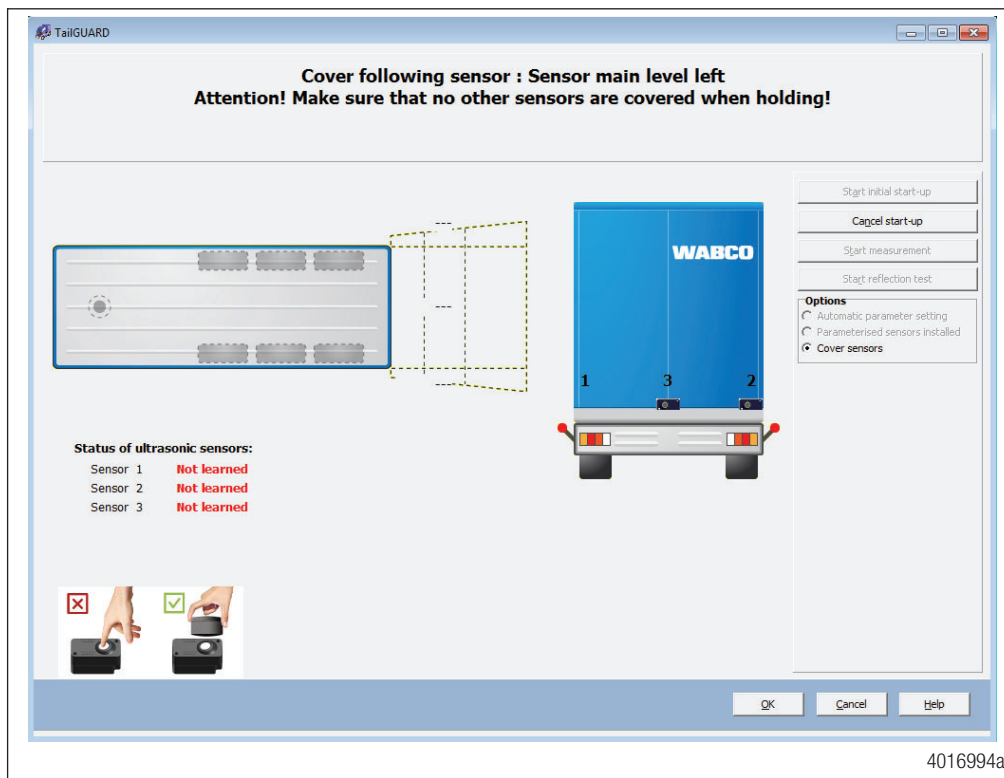 TailGUARD
Cover following sensor : Sensor main level left
Attention! Make sure that no other sensors are covered when holding!
Start initial start-up
Cancel start-up
Start measurement
Start reflection test
Options
Automatic parameter setting
Parameterised sensors installed
Cover sensors
---
---
---
WABCO
1 3 2
Status of ultrasonic sensors:
Sensor 1 Not learned
Sensor 2 Not learned
Sensor 3 Not learned
OK Cancel Help
4016994a